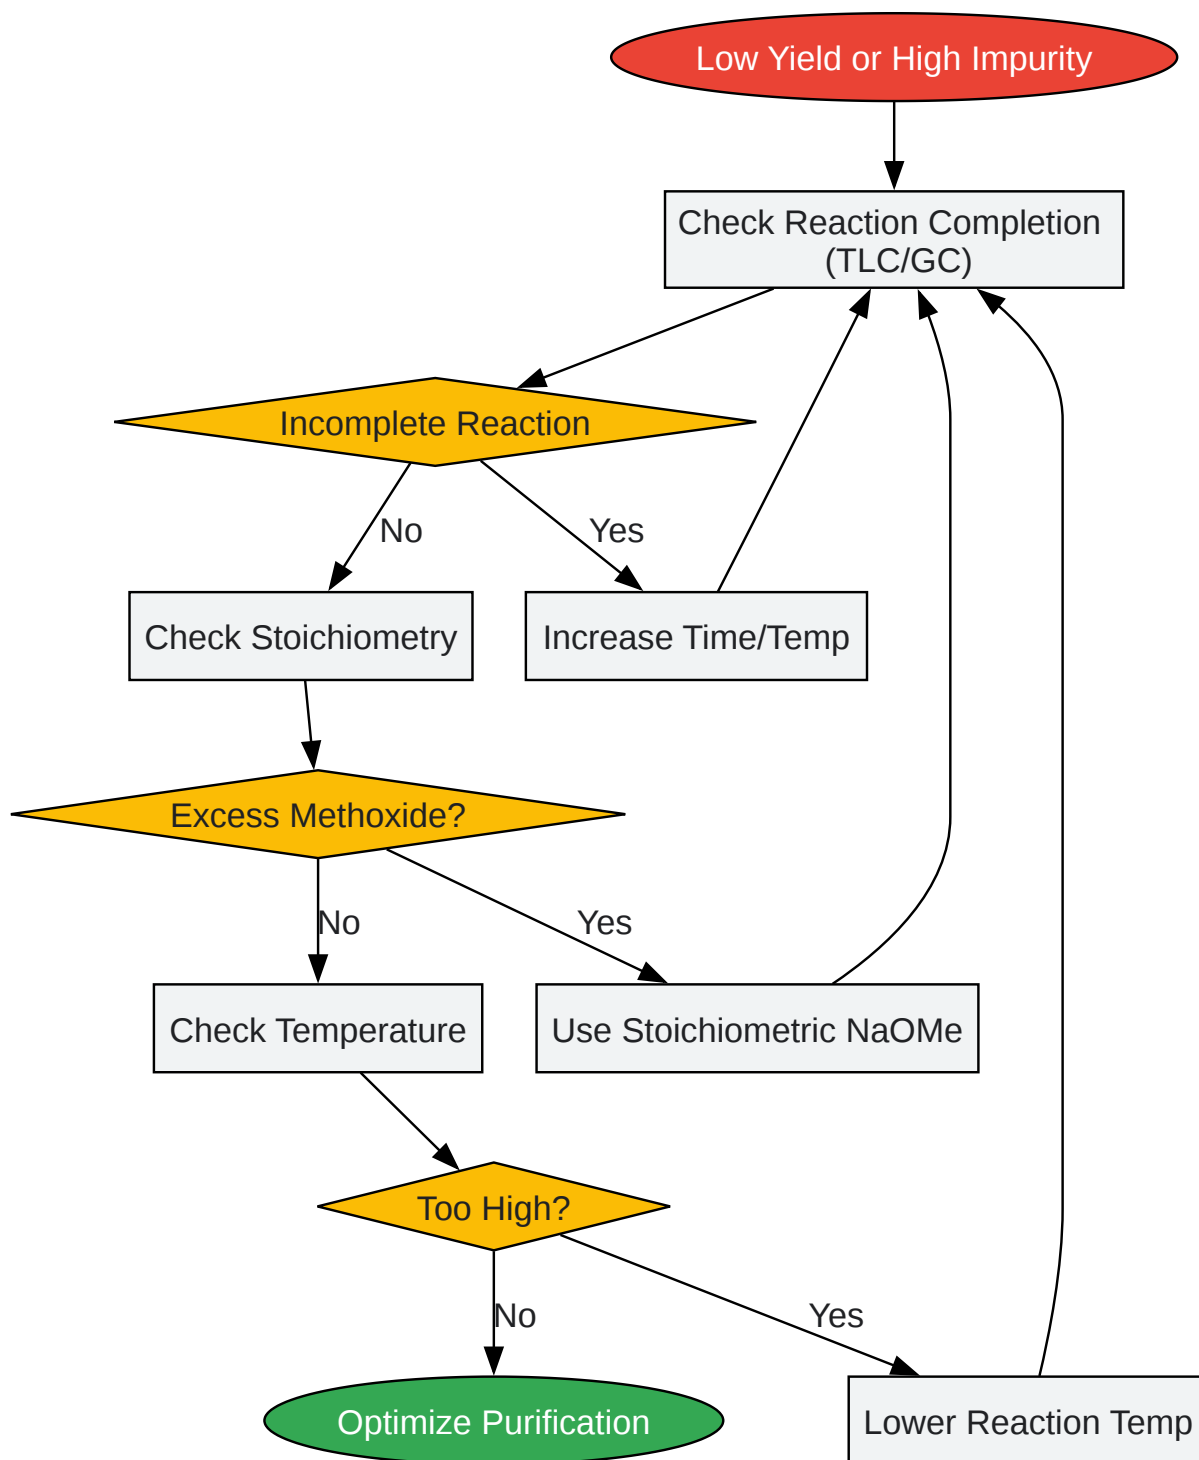 Low Yield or High Impurity
Check Reaction Completion
(TLC/GC)
Incomplete Reaction
No
Yes
Check Stoichiometry
Increase Time/Temp
Excess Methoxide?
No
Yes
Check Temperature
Use Stoichiometric NaOMe
Too High?
No
Yes
Optimize Purification
Lower Reaction Temp